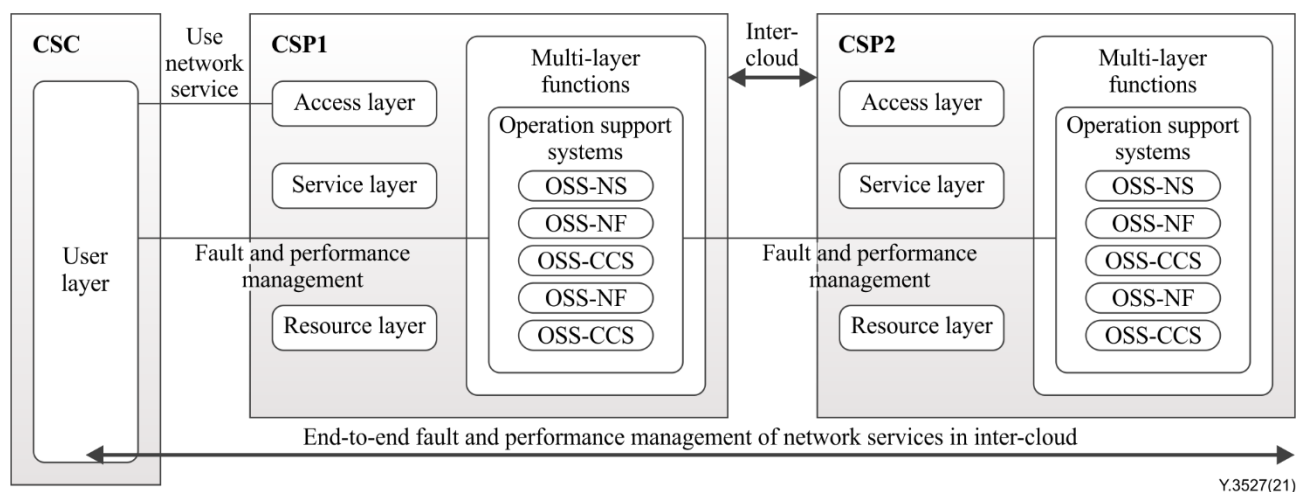 CSC
Use
network
service
User
layer
CSP1
Access layer
Service layer
Resource layer
Multi-layer
functions
Operation support
systems
OSS-NS
OSS-NF
OSS-CCS
OSS-NF
OSS-CCS
Fault and performance
management
Inter-
cloud
CSP2
Access layer
Service layer
Resource layer
Multi-layer
functions
Operation support
systems
OSS-NS
OSS-NF
OSS-CCS
OSS-NF
OSS-CCS
Fault and performance
management
End-to-end fault and performance management of network services in inter-cloud
Y.3527(21)